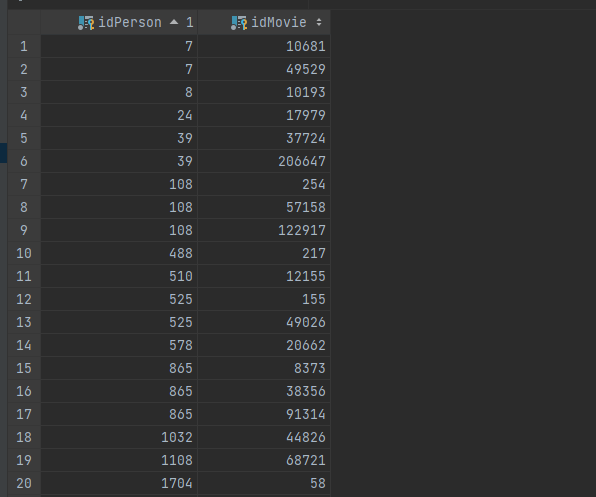 idPerson 1 idMovie
1 7 10681
2 7 49529
3 8 10193
4 24 17979
5 39 37724
6 39 206647
7 108 254
8 108 57158
9 108 122917
10 488 217
11 510 12155
12 525 155
13 525 49026
14 578 20662
15 865 8373
16 865 38356
17 865 91314
18 1032 44826
19 1108 68721
20 1704 58